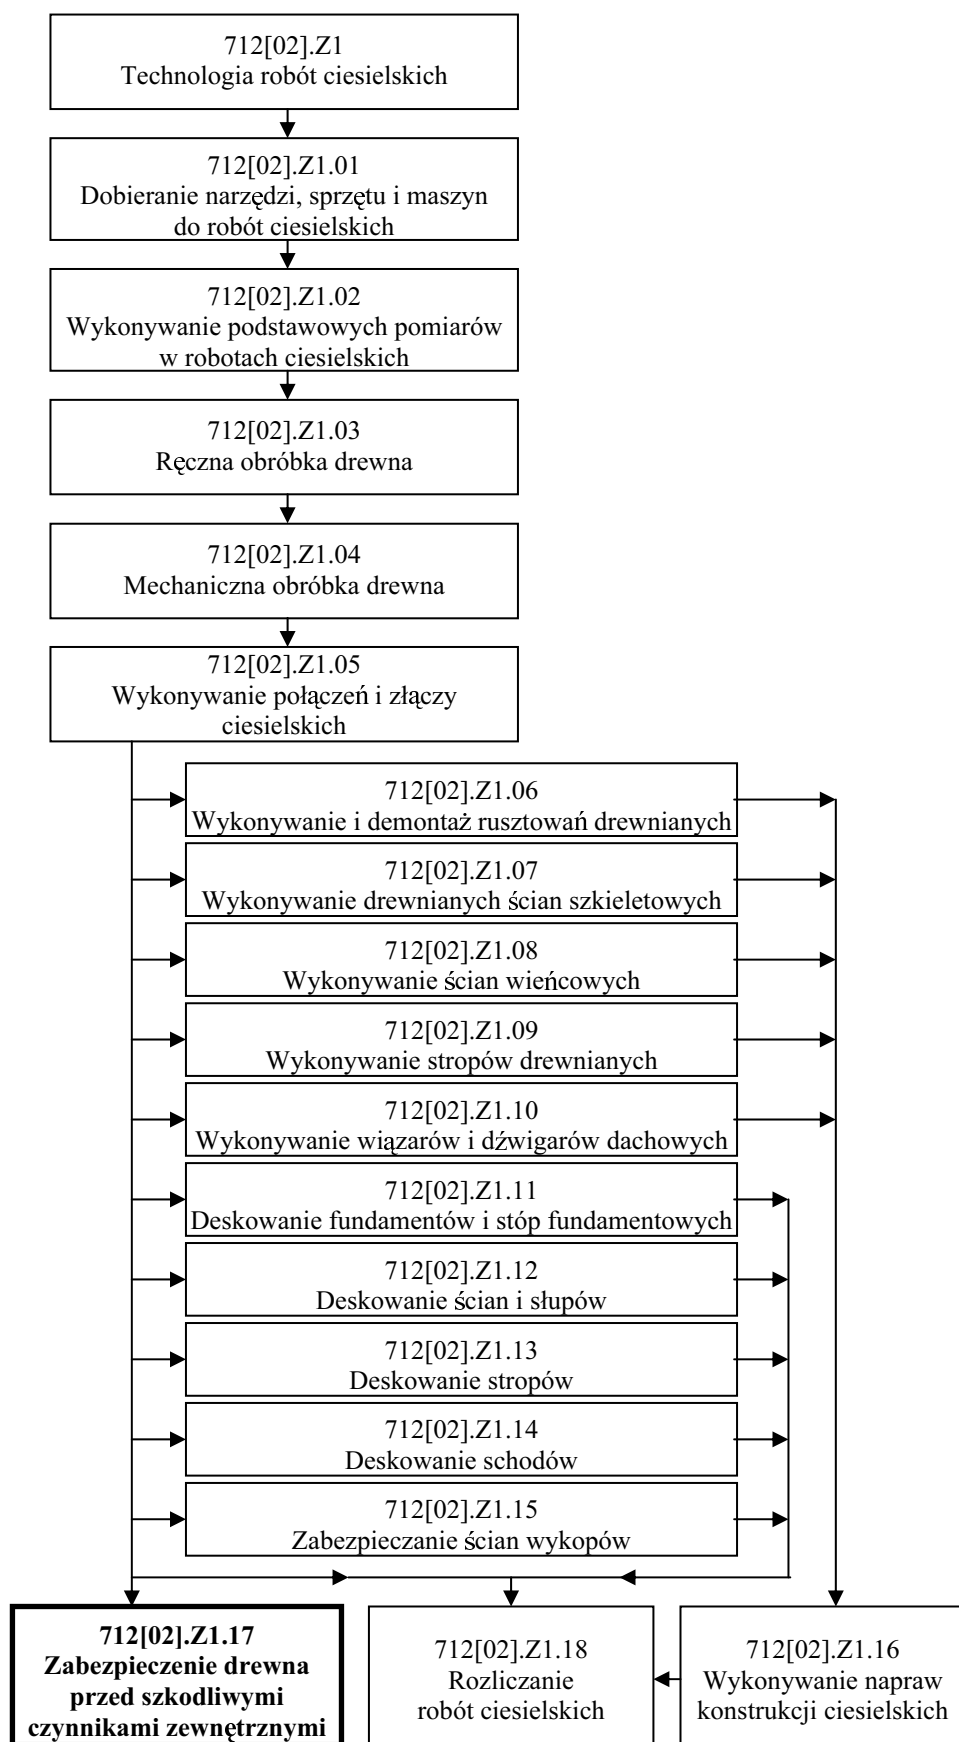 712[02].Z1
Technologia robót ciesielskich
712[02].Z1.01
Dobieranie narzędzi, sprzętu i maszyn
do robót ciesielskich
712[02].Z1.02
Wykonywanie podstawowych pomiarów
w robotach ciesielskich
712[02].Z1.03
Ręczna obróbka drewna
712[02].Z1.04
Mechaniczna obróbka drewna
712[02].Z1.05
Wykonywanie połączeń i złączy
ciesielskich
712[02].Z1.06
Wykonywanie i demontaż rusztowań drewnianych
712[02].Z1.07
Wykonywanie drewnianych ścian szkieletowych
712[02].Z1.08
Wykonywanie ścian wieńcowych
712[02].Z1.09
Wykonywanie stropów drewnianych
712[02].Z1.10
Wykonywanie wiązarów i dźwigarów dachowych
712[02].Z1.11
Deskowanie fundamentów i stóp fundamentowych
712[02].Z1.12
Deskowanie ścian i słupów
712[02].Z1.13
Deskowanie stropów
712[02].Z1.14
Deskowanie schodów
712[02].Z1.15
Zabezpieczanie ścian wykopów
712[02].Z1.17
Zabezpieczenie drewna
przed szkodliwymi
czynnikami zewnętrznymi
712[02].Z1.18
Rozliczanie
robót ciesielskich
712[02].Z1.16
Wykonywanie napraw
konstrukcji ciesielskich